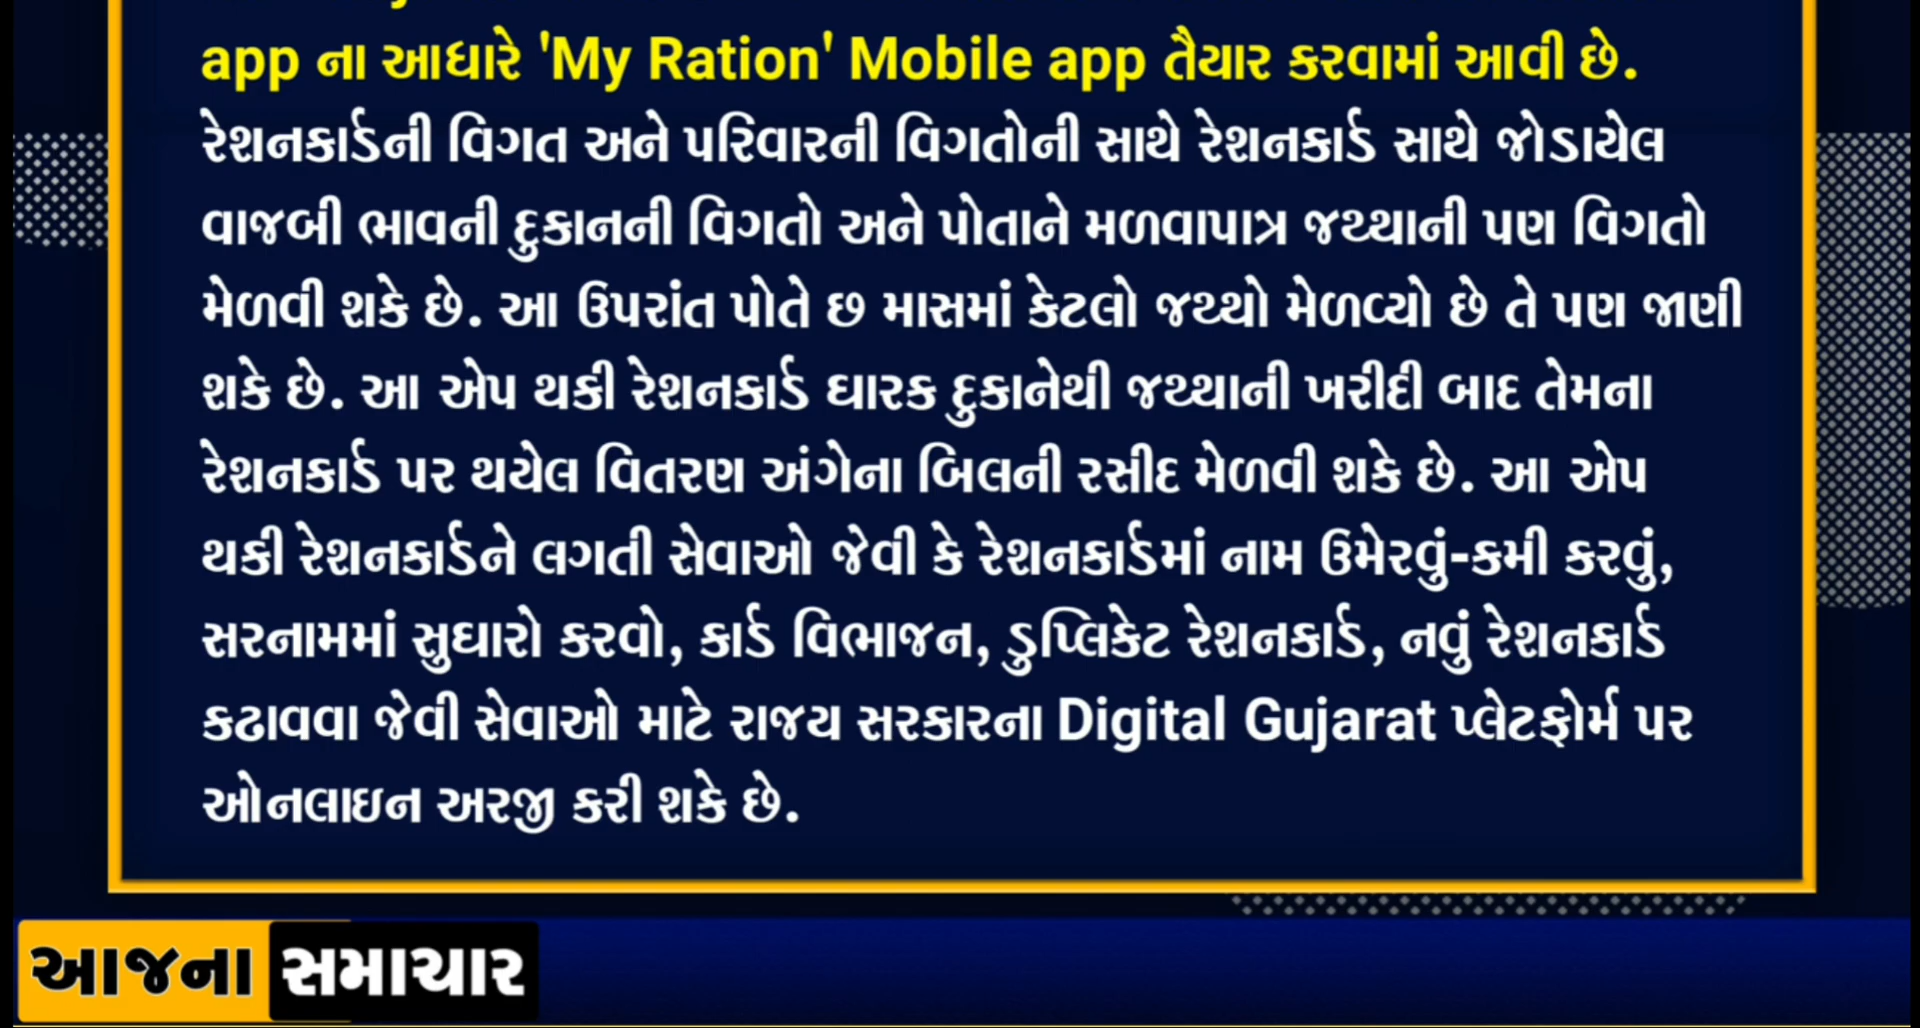 app ના આધારે 'My Ration' Mobile app તૈયાર કરવામાં આવી છે.
રેશનકાર્ડની વિગત અને પરિવારની વિગતોની સાથે રેશનકાર્ડ સાથે જોડાયેલ
વાજબી ભાવની દુકાનની વિગતો અને પોતાને મળવાપાત્ર જથ્થાની પણ વિગતો
મેળવી શકે છે. આ ઉપરાંત પોતે છ માસમાં કેટલો જથ્થો મેળવ્યો છે તે પણ જાણી
શકે છે. આ એપ થકી રેશનકાર્ડ ઘારક દુકાનેથી જથ્થાની ખરીદી બાદ તેમના
રેશનકાર્ડ પર થયેલ વિતરણ અંગેના બિલની રસીદ મેળવી શકે છે. આ એપ
થકી રેશનકાર્ડને લગતી સેવાઓ જેવી કે રેશનકાર્ડમાં નામ ઉમેરવું-કમી કરવું,
સરનામમાં સુઘારો કરવો, કાર્ડ વિભાજન, ડુપ્લિકેટ રેશનકાર્ડ, નવું રેશનકાર્ડ
કઢાવવા જેવી સેવાઓ માટે રાજય સરકારના Digital Gujarat પ્લેટફોર્મ પર
ઓનલાઇન અરજી કરી શકે છે.
આજના સમાચાર